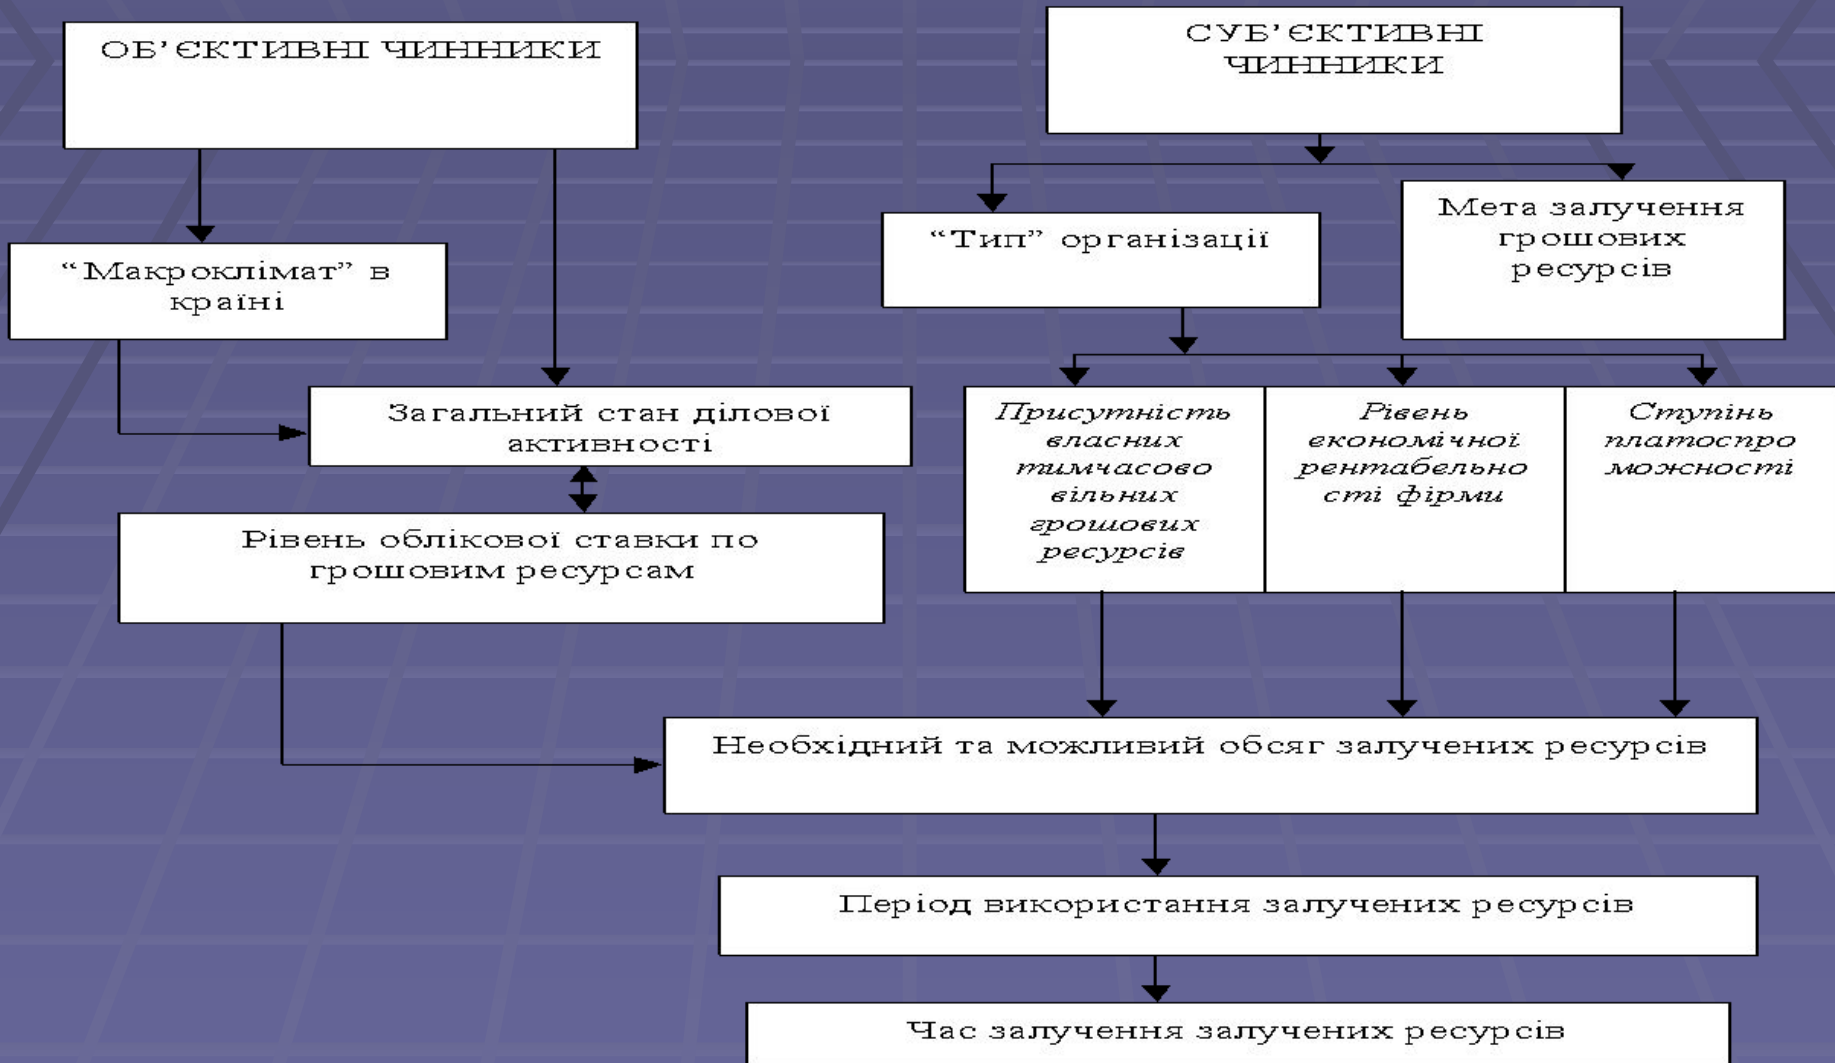 ОБ’ЄКТИВНІ ЧИННИКИ
СУБ’ЄКТИВНІ
ЧИННИКИ
“Макроклімат” в
країні
“Тип” організації
Мета залучення
грошових
ресурсів
Загальний стан ділової
активності
Присутність
власних
тимчасово
вільних
грошових
ресурсів
Рівень
економічної
рентабельно
сті фірми
Ступінь
платоспро
можності
Рівень облікової ставки по
грошовим ресурсам
Необхідний та можливий обсяг залучених ресурсів
Період використання залучених ресурсів
Час залучення залучених ресурсів